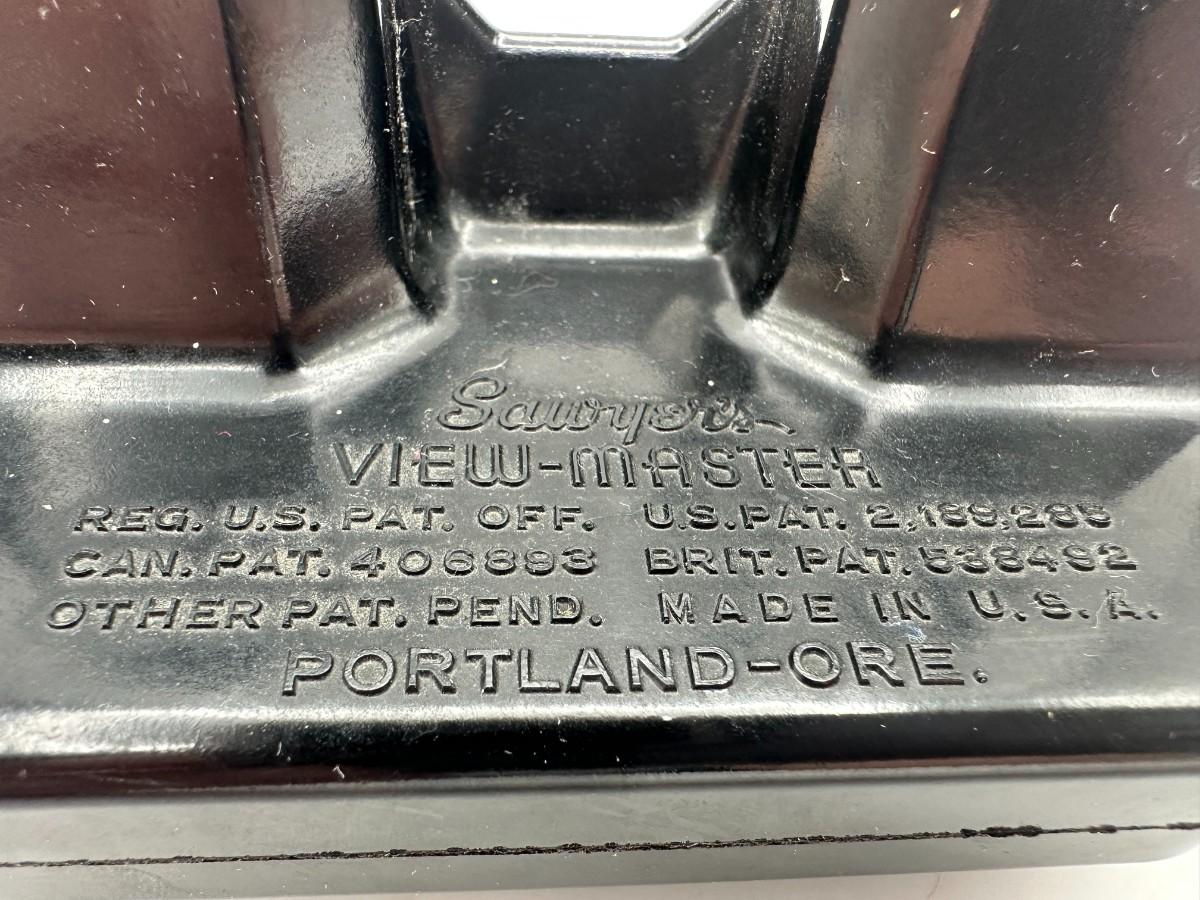 Sawyer's
VIEW-MASTER
REG. U.S. PAT. OFF. U.S. PAT. 2,189,285
CAN. PAT. 406893 BRIT. PAT. 538492
OTHER PAT. PEND. MADE IN U.S.A.
PORTLAND-ORE.